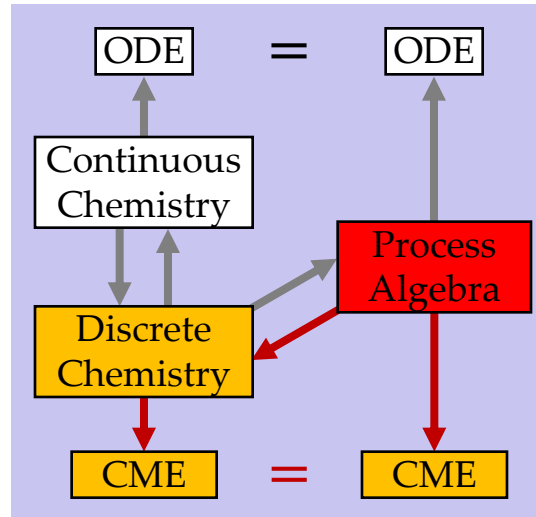 ODE = ODE
Continuous
Chemistry
Process
Algebra
Discrete
Chemistry
CME = CME